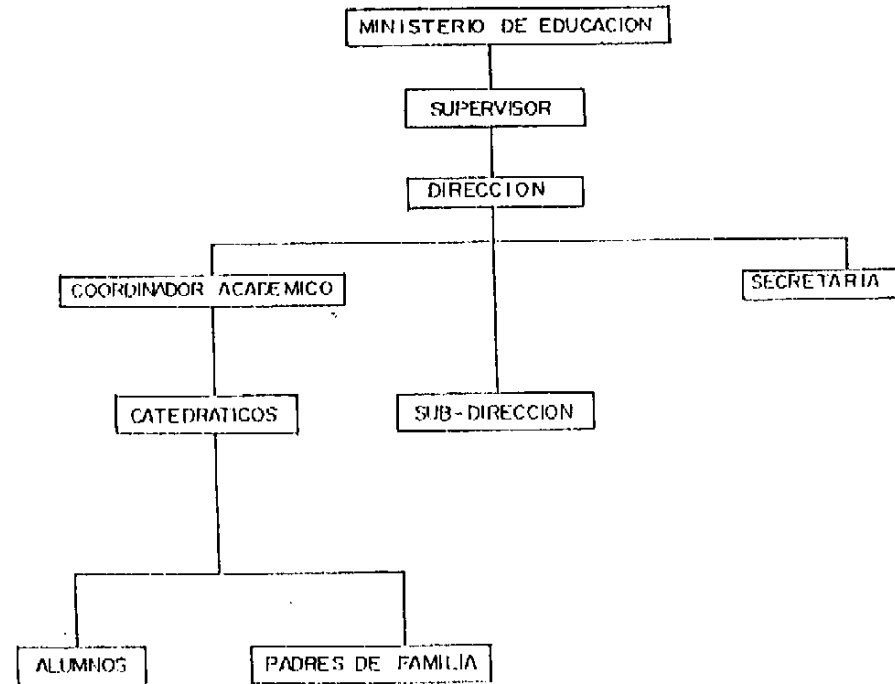 MINISTERIO DE EDUCACION
SUPERVISOR
DIRECCION
COORDINADOR ACADEMICO
SECRETARIA
CATEDRATICOS
SUB-DIRECCION
ALUMNOS
PADRES DE FAMILIA